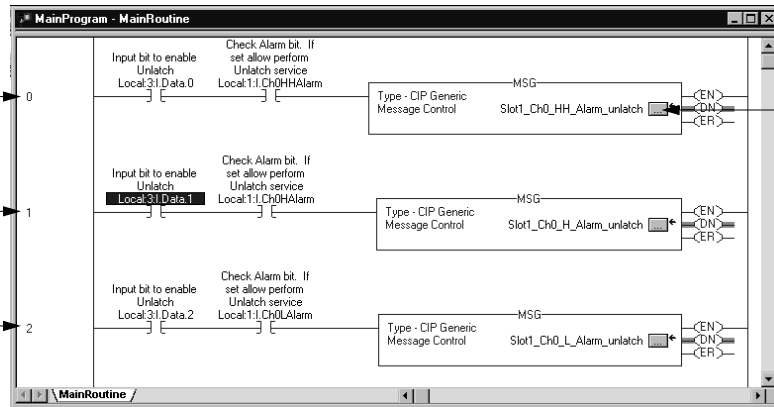 MainProgram - MainRoutine
Input bit to enable
Unlatch
Local:3:I.Data.0
Check Alarm bit. If
set allow perform
Unlatch service
Local:1:I.Ch0HHAlarm
0
MSG
Type - CIP Generic
Message Control
Slot1_Ch0_HH_Alarm_unlatch
...
EN
DN
ER
Input bit to enable
Unlatch
Local:3:I.Data.1
Check Alarm bit. If
set allow perform
Unlatch service
Local:1:I.Ch0HAlarm
1
MSG
Type - CIP Generic
Message Control
Slot1_Ch0_H_Alarm_unlatch
...
EN
DN
ER
Input bit to enable
Unlatch
Local:3:I.Data.2
Check Alarm bit. If
set allow perform
Unlatch service
Local:1:I.Ch0LAlarm
2
MSG
Type - CIP Generic
Message Control
Slot1_Ch0_L_Alarm_unlatch
...
EN
DN
ER
MainRoutine